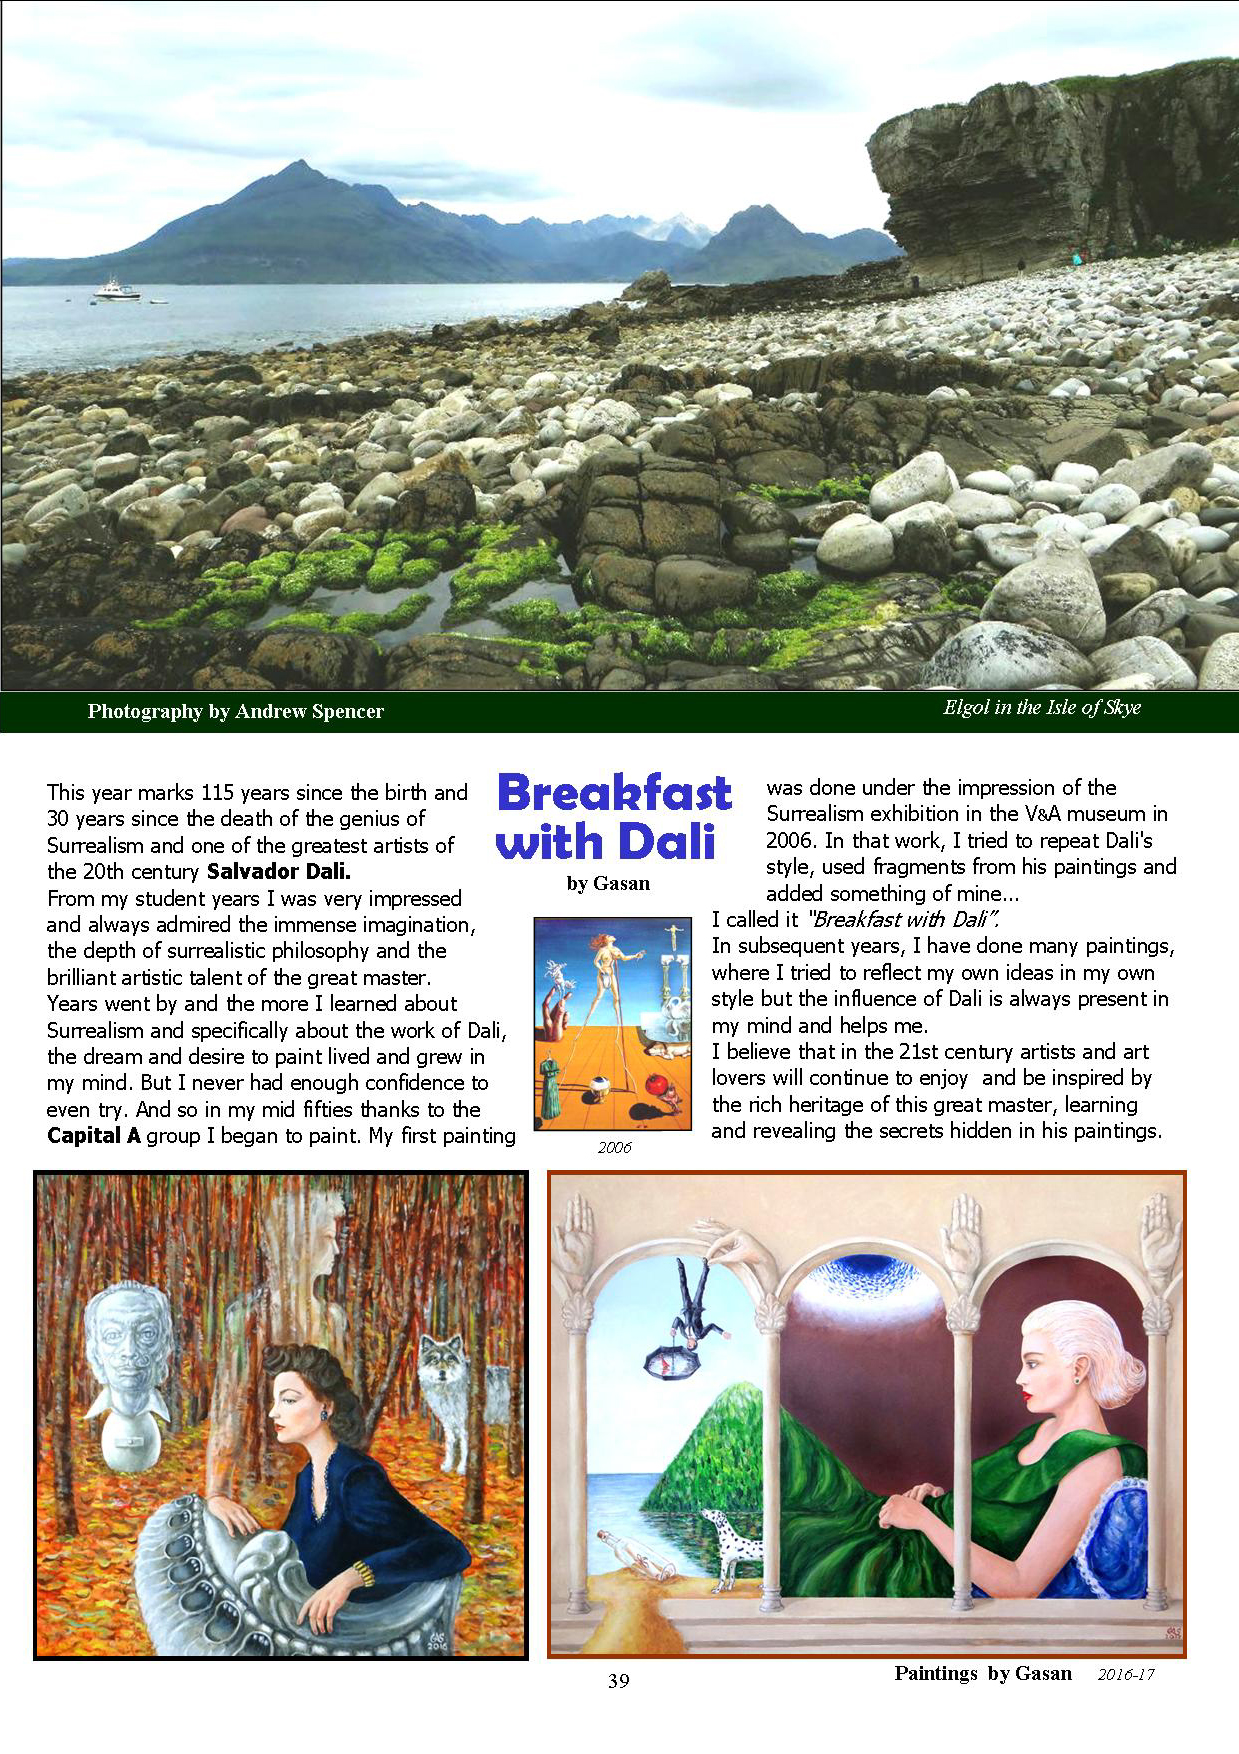 Photography by Andrew Spencer
Elgol in the Isle of Skye
Breakfast
with Dali
by Gasan
This year marks 115 years since the birth and
30 years since the death of the genius of
Surrealism and one of the greatest artists of
the 20th century Salvador Dali.
From my student years I was very impressed
and always admired the immense imagination,
the depth of surrealistic philosophy and the
brilliant artistic talent of the great master.
Years went by and the more I learned about
Surrealism and specifically about the work of Dali,
the dream and desire to paint lived and grew in
my mind. But I never had enough confidence to
even try. And so in my mid fifties thanks to the
Capital A group I began to paint. My first painting
was done under the impression of the
Surrealism exhibition in the V&A museum in
2006. In that work, I tried to repeat Dali's
style, used fragments from his paintings and
added something of mine...
I called it "Breakfast with Dali".
In subsequent years, I have done many paintings,
where I tried to reflect my own ideas in my own
style but the influence of Dali is always present in
my mind and helps me.
I believe that in the 21st century artists and art
lovers will continue to enjoy  and be inspired by
the rich heritage of this great master, learning
and revealing the secrets hidden in his paintings.
2006
GAS
2016
GAS
Paintings  by Gasan 2016-17
39